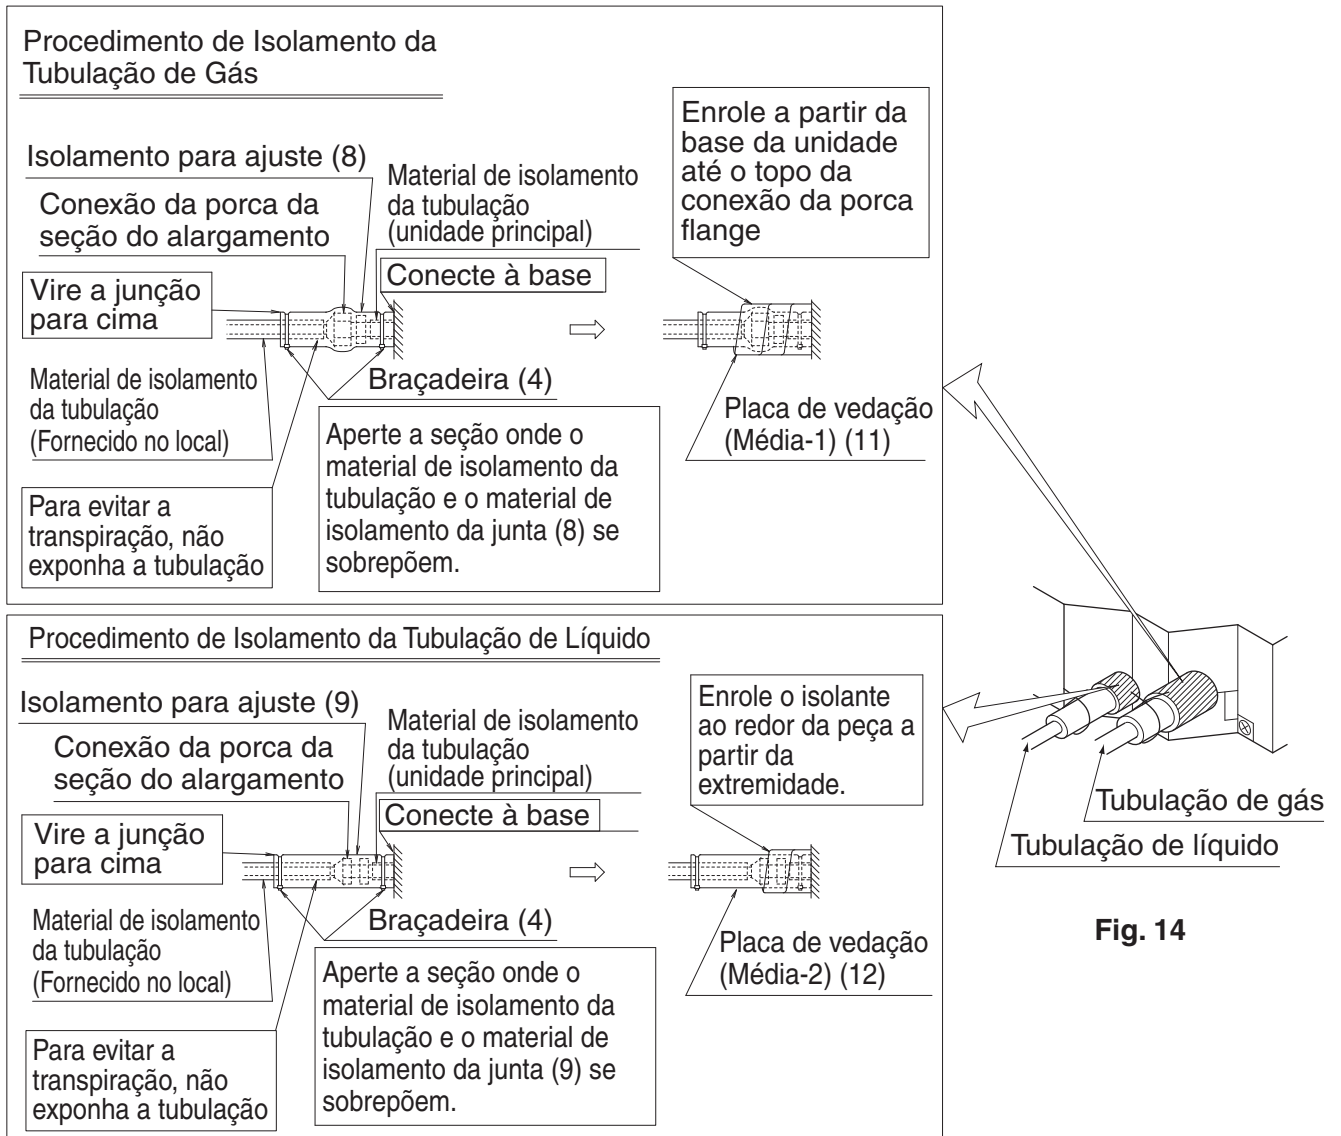 Procedimento de Isolamento da
Tubulação de Gás
Isolamento para ajuste (8)
Conexão da porca da
seção do alargamento
Material de isolamento
da tubulação
(unidade principal)
Conecte à base
Vire a junção
para cima
Material de isolamento
da tubulação
(Fornecido no local)
Braçadeira (4)
Para evitar a
transpiração, não
exponha a tubulação
Aperte a seção onde o
material de isolamento da
tubulação e o material de
isolamento da junta (8) se
sobrepõem.
Enrole a partir da
base da unidade
até o topo da
conexão da porca
flange
Placa de vedação
(Média-1) (11)
Procedimento de Isolamento da Tubulação de Líquido
Isolamento para ajuste (9)
Conexão da porca da
seção do alargamento
Material de isolamento
da tubulação
(unidade principal)
Conecte à base
Vire a junção
para cima
Material de isolamento
da tubulação
(Fornecido no local)
Braçadeira (4)
Para evitar a
transpiração, não
exponha a tubulação
Aperte a seção onde o
material de isolamento da
tubulação e o material de
isolamento da junta (9) se
sobrepõem.
Enrole o isolante
ao redor da peça a
partir da
extremidade.
Placa de vedação
(Média-2) (12)
Tubulação de gás
Tubulação de líquido
Fig. 14